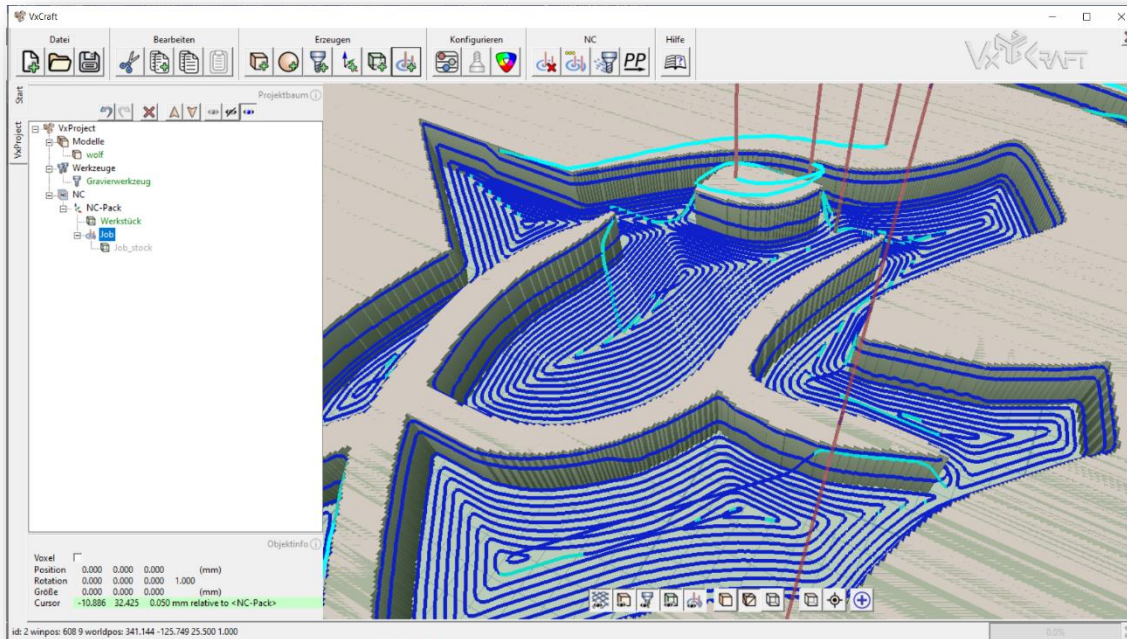 VxCraft
Datei Bearbeiten Erzeugen Konfigurieren NC Hilfe
PP
VXCRAFT
Start
VxProject
Projektbaum
VxProject
Modelle
wolf
Werkzeuge
Gravierwerkzeug
NC
NC-Pack
Werkstück
Job
Job_stock
Objektinfo
Voxel
Position 0.000 0.000 0.000 (mm)
Rotation 0.000 0.000 0.000 1.000
Größe 0.000 0.000 0.000 (mm)
Cursor -10.886 32.425 0.050 mm relative to <NC-Pack>
id: 2 winpos: 608 9 worldpos: 341.144 -125.749 25.500 1.000
0.0%